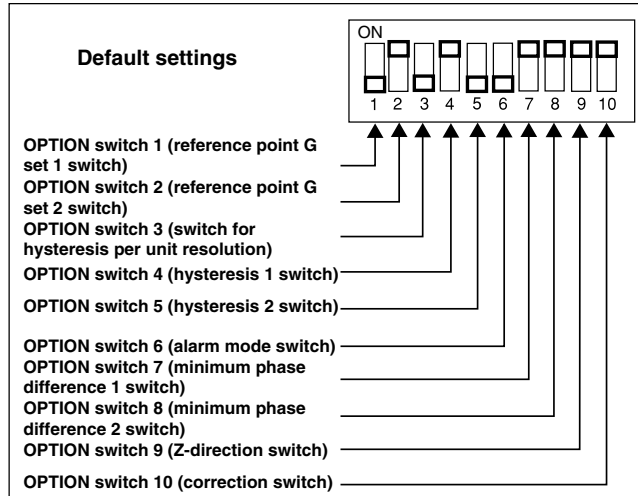 Default settings
ON
1 2 3 4 5 6 7 8 9 10
OPTION switch 1 (reference point G
set 1 switch)
OPTION switch 2 (reference point G
set 2 switch)
OPTION switch 3 (switch for
hysteresis per unit resolution)
OPTION switch 4 (hysteresis 1 switch)
OPTION switch 5 (hysteresis 2 switch)
OPTION switch 6 (alarm mode switch)
OPTION switch 7 (minimum phase
difference 1 switch)
OPTION switch 8 (minimum phase
difference 2 switch)
OPTION switch 9 (Z-direction switch)
OPTION switch 10 (correction switch)